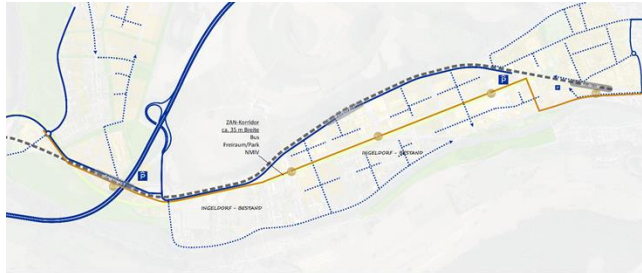 ZAN-Korridor
ca. 35 m Breite
Bus
Freiraum/Park
NMIV
P
P
P
INGELDORF - BESTAND
INGELDORF - BESTAND